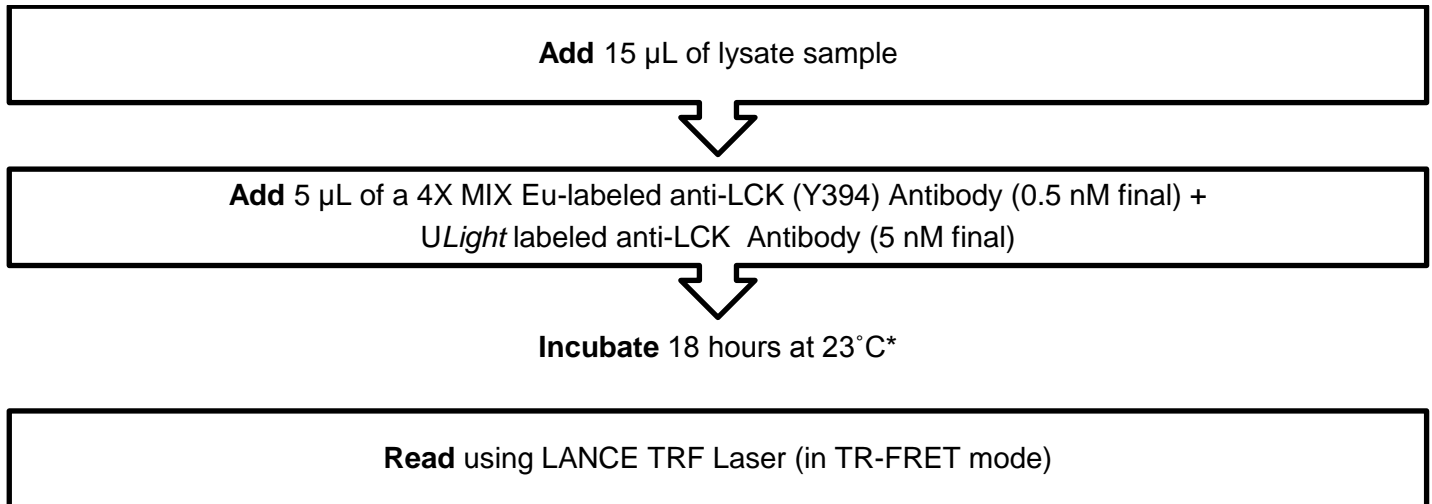 Add 15 µL of lysate sample
Add 5 µL of a 4X MIX Eu-labeled anti-LCK (Y394) Antibody (0.5 nM final) +
ULight labeled anti-LCK Antibody (5 nM final)
Incubate 18 hours at 23˚C*
Read using LANCE TRF Laser (in TR-FRET mode)